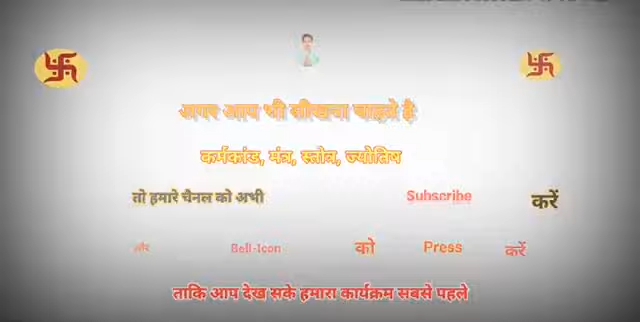 अगर आप भी सीखना चाहते है
कर्मकांड, मंत्र, स्तोत्र, ज्योतिष
तो हमारे चैनल को अभी Subscribe करें
और Bell-Icon को Press करें
ताकि आप देख सके हमारा कार्यक्रम सबसे पहले